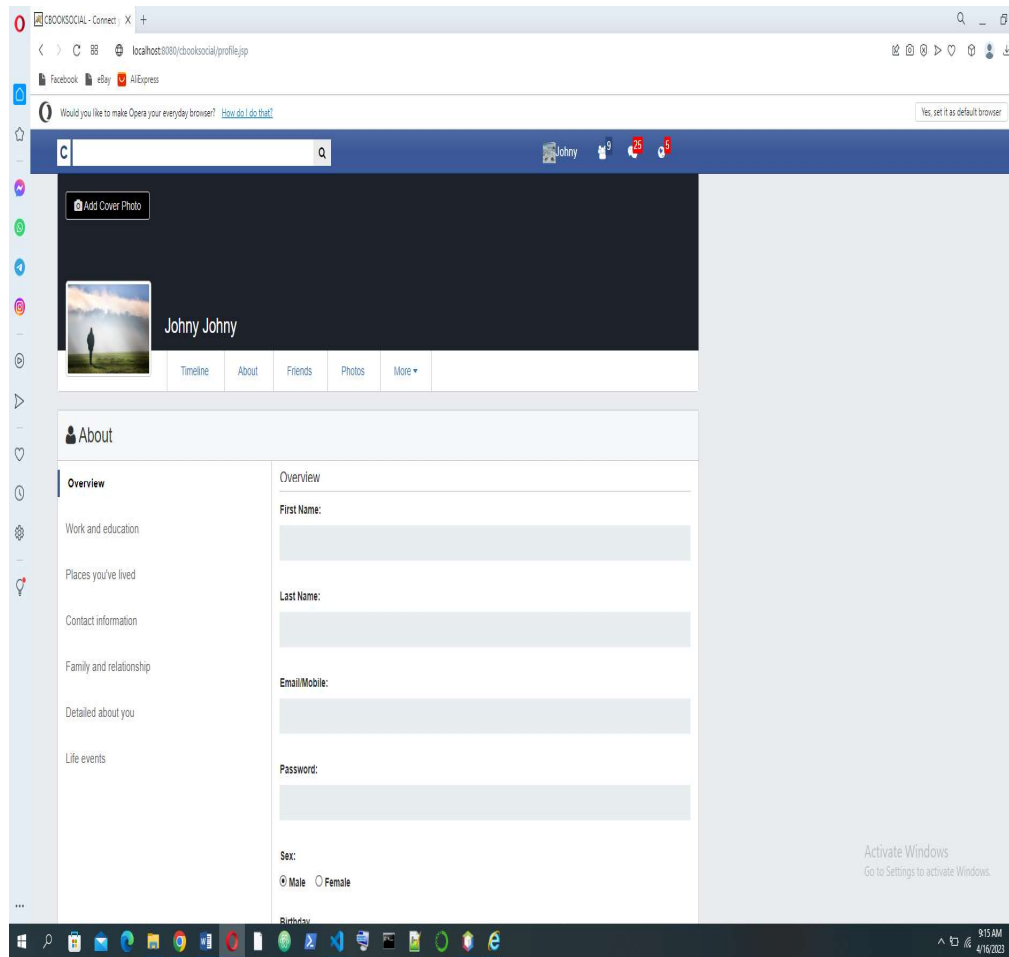 CBOOKSOCIAL - Connect
localhost:8080/cbooksocial/profile.jsp
Facebook eBay AliExpress
Would you like to make Opera your everyday browser? How do I do that? Yes, set it as default browser
C Johny 9 25 5
Add Cover Photo
Johny Johny
Timeline About Friends Photos More
About
Overview
Work and education
Places you've lived
Contact information
Family and relationship
Detailed about you
Life events
Overview
First Name:
Last Name:
Email/Mobile:
Password:
Sex:
Male Female
Birthday
Activate Windows
Go to Settings to activate Windows.
9:15 AM
4/16/2023